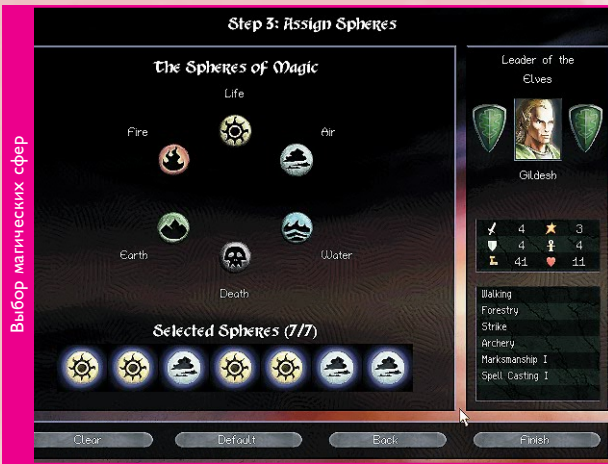 Выбор магических сфер
Step 3: Assign Spheres
The Spheres of Magic
Life
Fire
Air
Earth
Water
Death
Selected Spheres (7/7)
Leader of the
Elves
Gildesh
4 3
4 4
41 11
Walking
Forestry
Strike
Archery
Marksmanship I
Spell Casting I
Clear
Default
Back
Finish